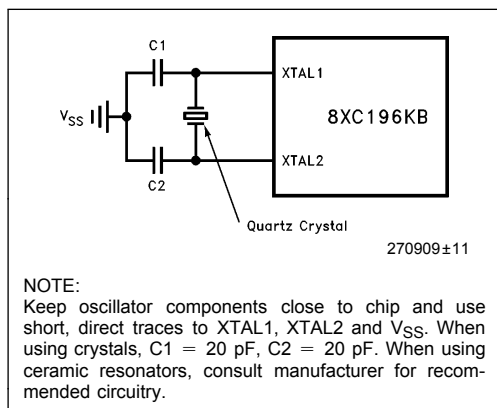 C1
XTAL1
8XC196KB
VSS
XTAL2
C2
Quartz Crystal
270909±11
NOTE:
Keep oscillator components close to chip and use
short, direct traces to XTAL1, XTAL2 and VSS. When
using crystals, C1 = 20 pF, C2 = 20 pF. When using
ceramic resonators, consult manufacturer for recom-
mended circuitry.